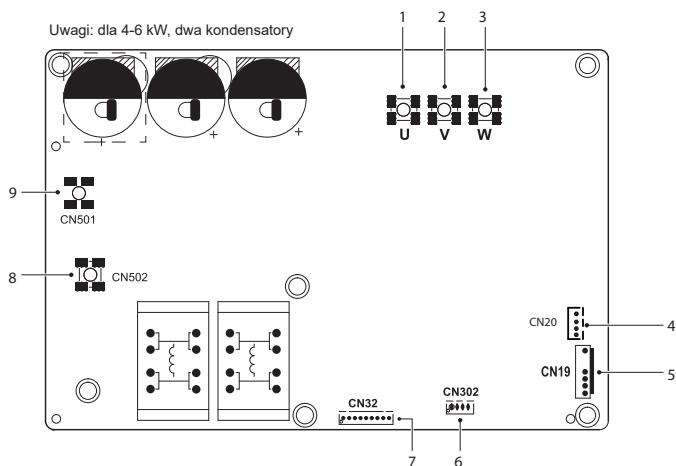 Uwagi: dla 4-6 kW, dwa kondensatory
1 2 3
U V W
+ + +
9
CN501
8 CN502
CN20 4
CN19 5
CN32 CN302
7 6